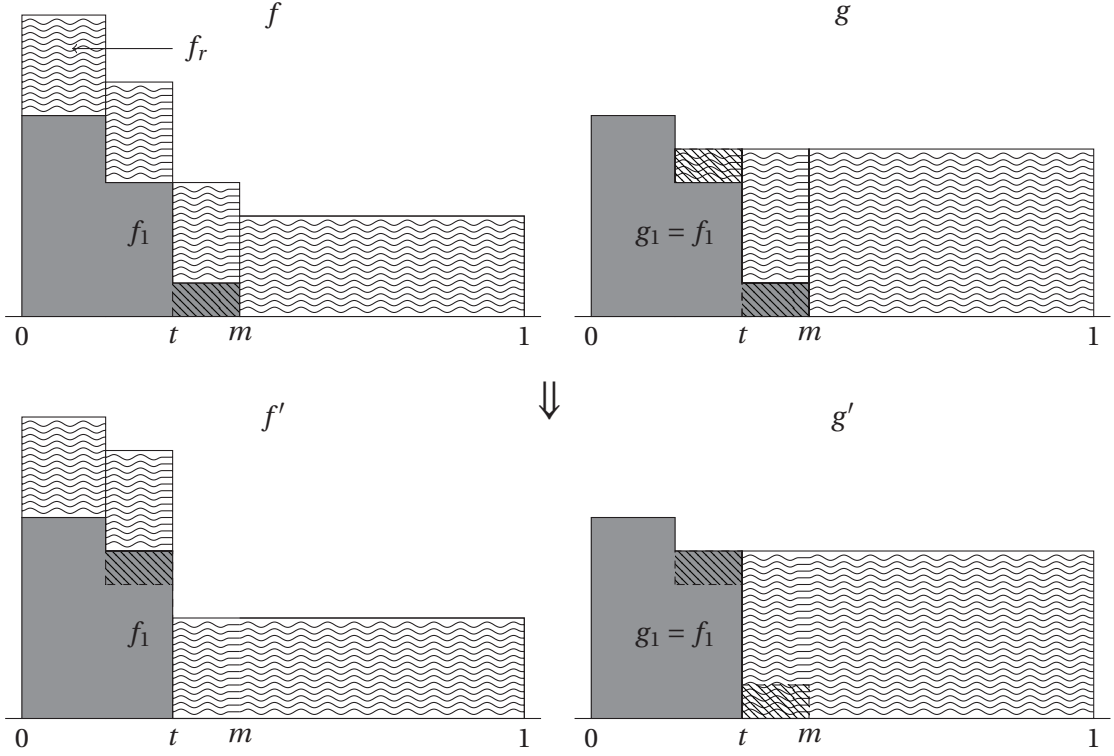 f g
f_r
f_1 g_1 = f_1
0 t m 1 0 t m 1
⇓
f′ g′
f_1 g_1 = f_1
0 t m 1 0 t m 1